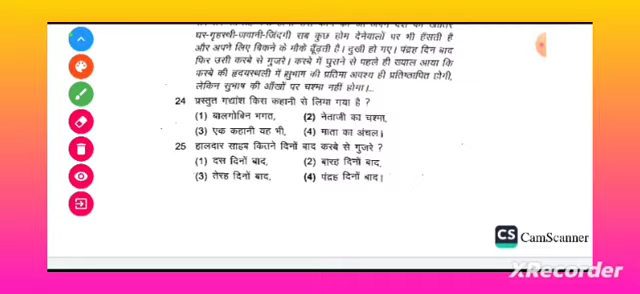 घर-गृहस्थी-जवानी-ज़िंदगी सब कुछ होम देनेवालों पर भी हँसती है
और अपने लिए बिकने के मौके ढूँढ़ती है। दुखी हो गए। पंद्रह दिन बाद
फिर उसी कस्बे से गुजरे। कस्बे में घुसने से पहले ही ख्याल आया कि
कस्बे की हृदयस्थली में सुभाष की प्रतिमा अवश्य ही प्रतिष्ठापित होगी,
लेकिन सुभाष की आँखों पर चश्मा नहीं होगा।...
24 प्रस्तुत गद्यांश किस कहानी से लिया गया है ?
(1) बालगोबिन भगत, (2) नेताजी का चश्मा,
(3) एक कहानी यह भी, (4) माता का अंचल।
25 हालदार साहब कितने दिनों बाद कस्बे से गुजरे ?
(1) दस दिनों बाद, (2) बारह दिनों बाद,
(3) तेरह दिनों बाद, (4) पंद्रह दिनों बाद।
CS CamScanner
XRecorder